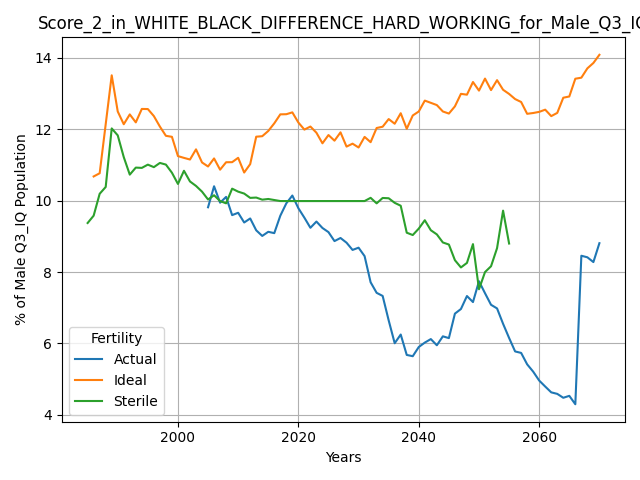 Score_2_in_WHITE_BLACK_DIFFERENCE_HARD_WORKING_for_Male_Q3_IQ
% of Male Q3_IQ Population
14
12
10
8
6
4
Fertility
Actual
Ideal
Sterile
2000 2020 2040 2060
Years